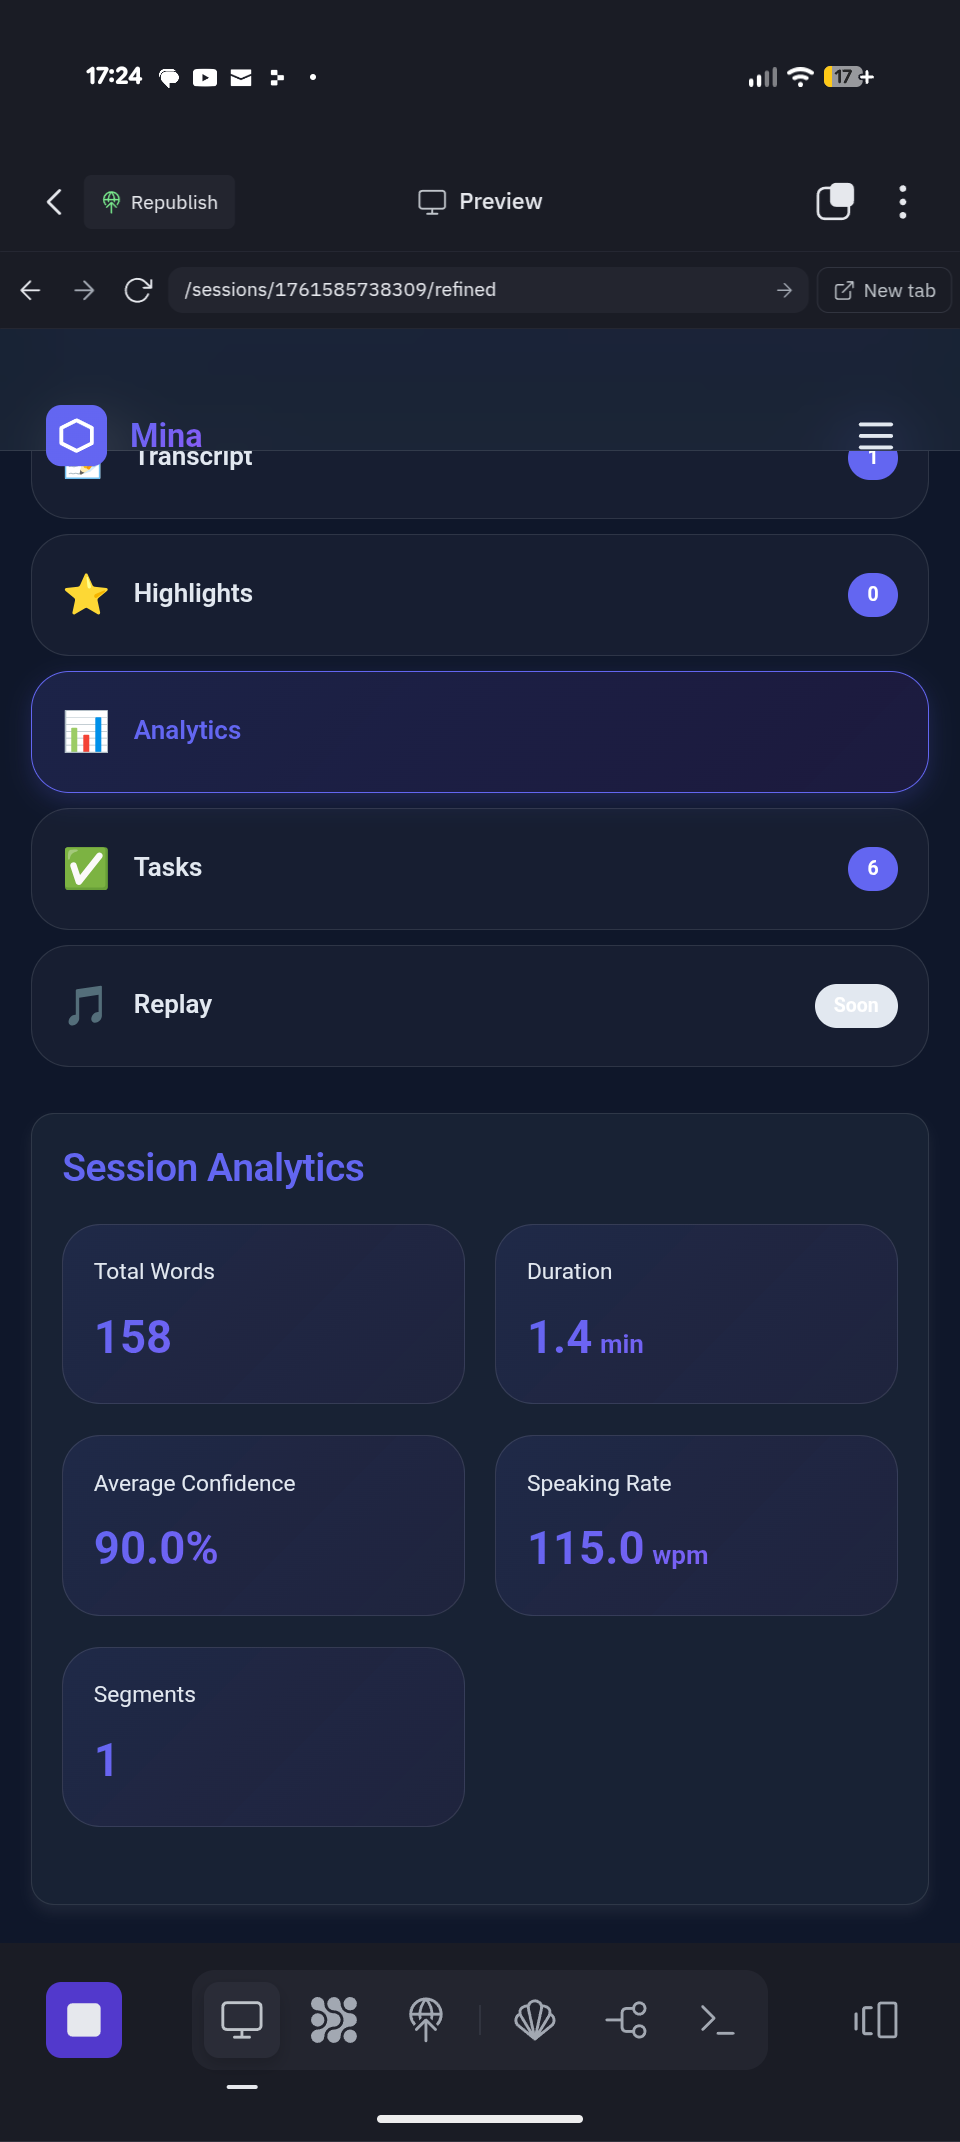 17:24
17
Republish
Preview
/sessions/1761585738309/refined
New tab
Mina
Transcript
1
Highlights
0
Analytics
Tasks
6
Replay
Soon
Session Analytics
Total Words
158
Duration
1.4 min
Average Confidence
90.0%
Speaking Rate
115.0 wpm
Segments
1